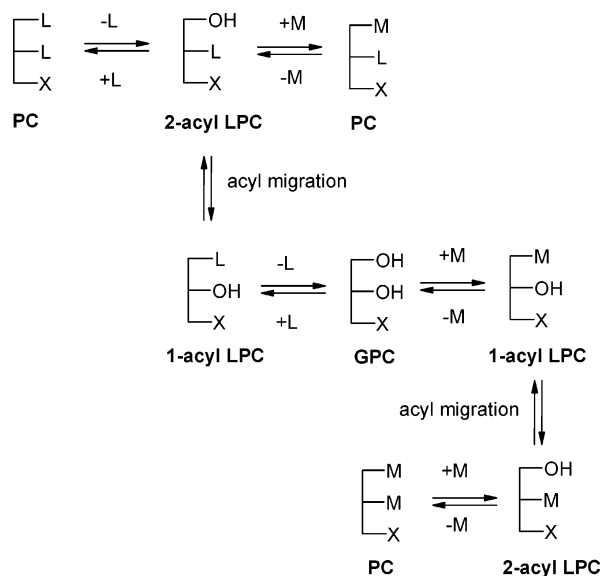 L -L OH +M M
L L L
X +L X -M X
PC 2-acyl LPC PC
acyl migration
L -L OH +M M
OH OH OH
X +L X -M X
1-acyl LPC GPC 1-acyl LPC
acyl migration
M +M OH
M M
X -M X
PC 2-acyl LPC